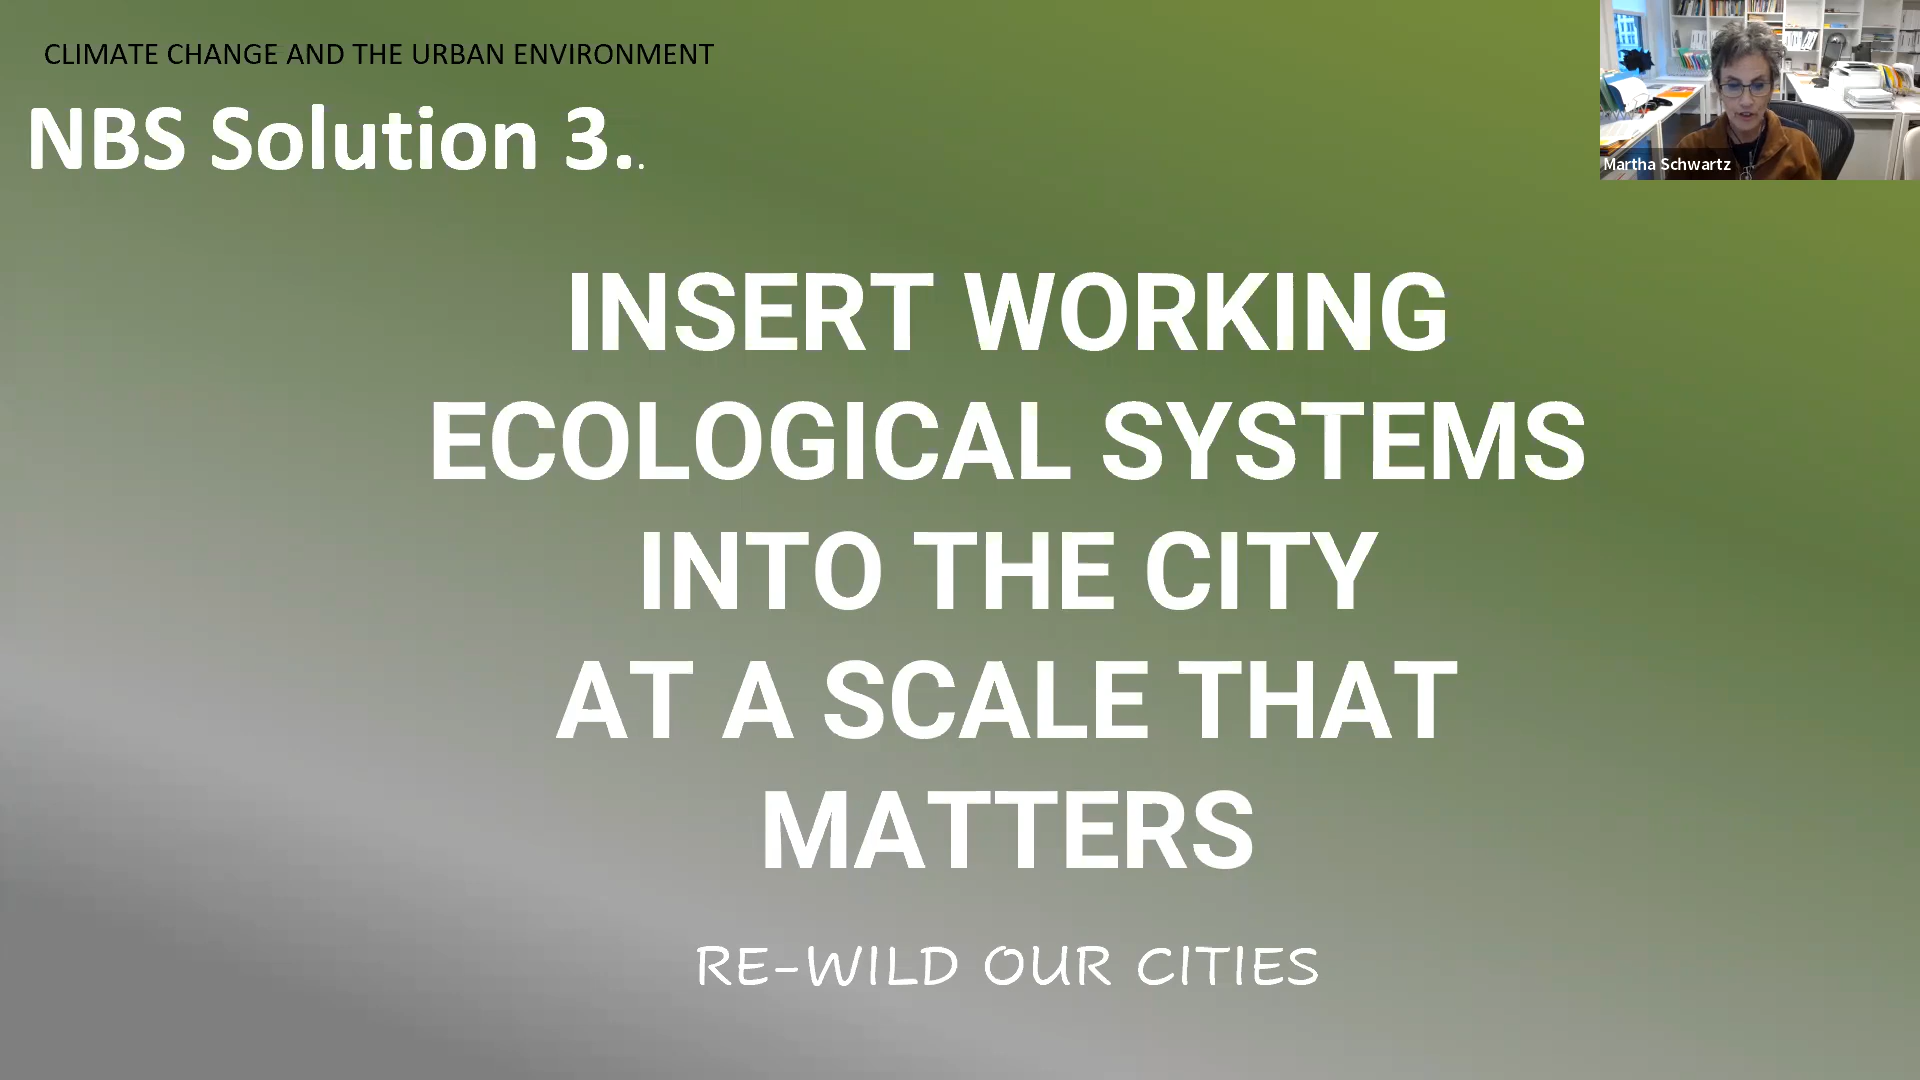 CLIMATE CHANGE AND THE URBAN ENVIRONMENT
NBS Solution 3..
INSERT WORKING
ECOLOGICAL SYSTEMS
INTO THE CITY
AT A SCALE THAT
MATTERS
RE-WILD OUR CITIES
Martha Schwartz